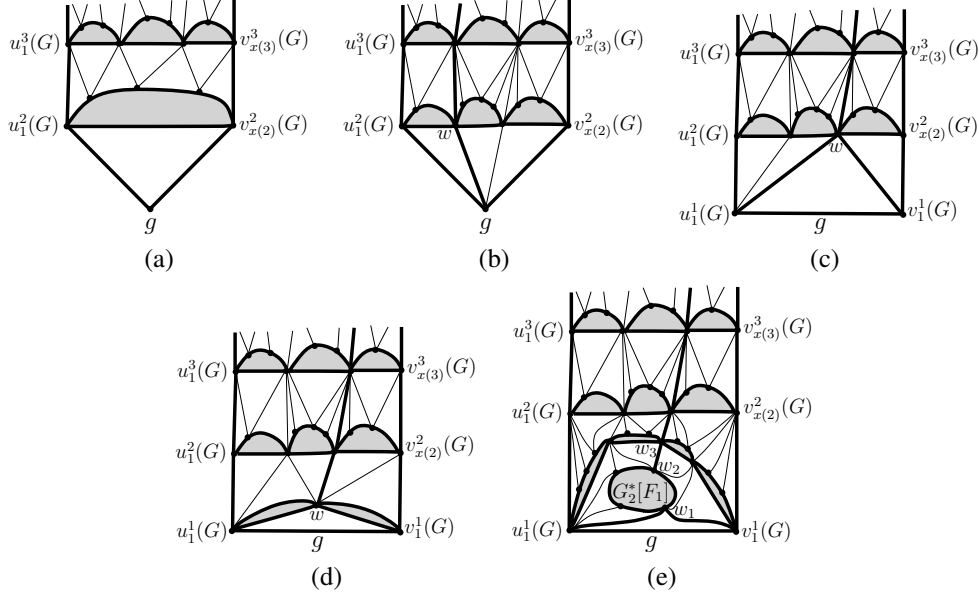 u_1^3(G) v_{x(3)}^3(G) u_1^3(G) v_{x(3)}^3(G) u_1^3(G) v_{x(3)}^3(G)
u_1^2(G) v_{x(2)}^2(G) u_1^2(G) w v_{x(2)}^2(G) u_1^2(G) w v_{x(2)}^2(G)
g g u_1^1(G) g v_1^1(G)
(a) (b) (c)
u_1^3(G) v_{x(3)}^3(G) u_1^3(G) v_{x(3)}^3(G)
u_1^2(G) v_{x(2)}^2(G) u_1^2(G) v_{x(2)}^2(G)
w_3
w_2
G_2^*[F_1]
w w_1
u_1^1(G) g v_1^1(G) u_1^1(G) g v_1^1(G)
(d) (e)